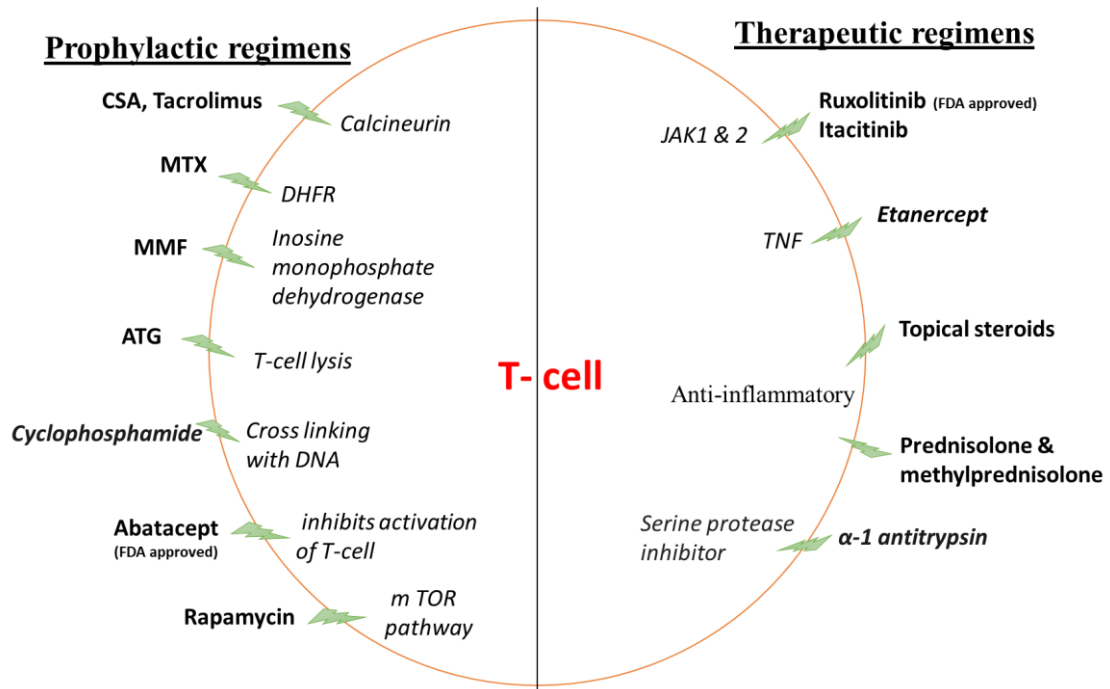 Prophylactic regimens
CSA, Tacrolimus
Calcineurin
MTX
DHFR
MMF
Inosine
monophosphate
dehydrogenase
ATG
T-cell lysis
Cyclophosphamide
Cross linking
with DNA
Abatacept
(FDA approved)
inhibits activation
of T-cell
Rapamycin
m TOR
pathway
T- cell
Therapeutic regimens
Ruxolitinib (FDA approved)
Itacitinib
JAK1 & 2
Etanercept
TNF
Topical steroids
Anti-inflammatory
Prednisolone &
methylprednisolone
Serine protease
inhibitor
α-1 antitrypsin